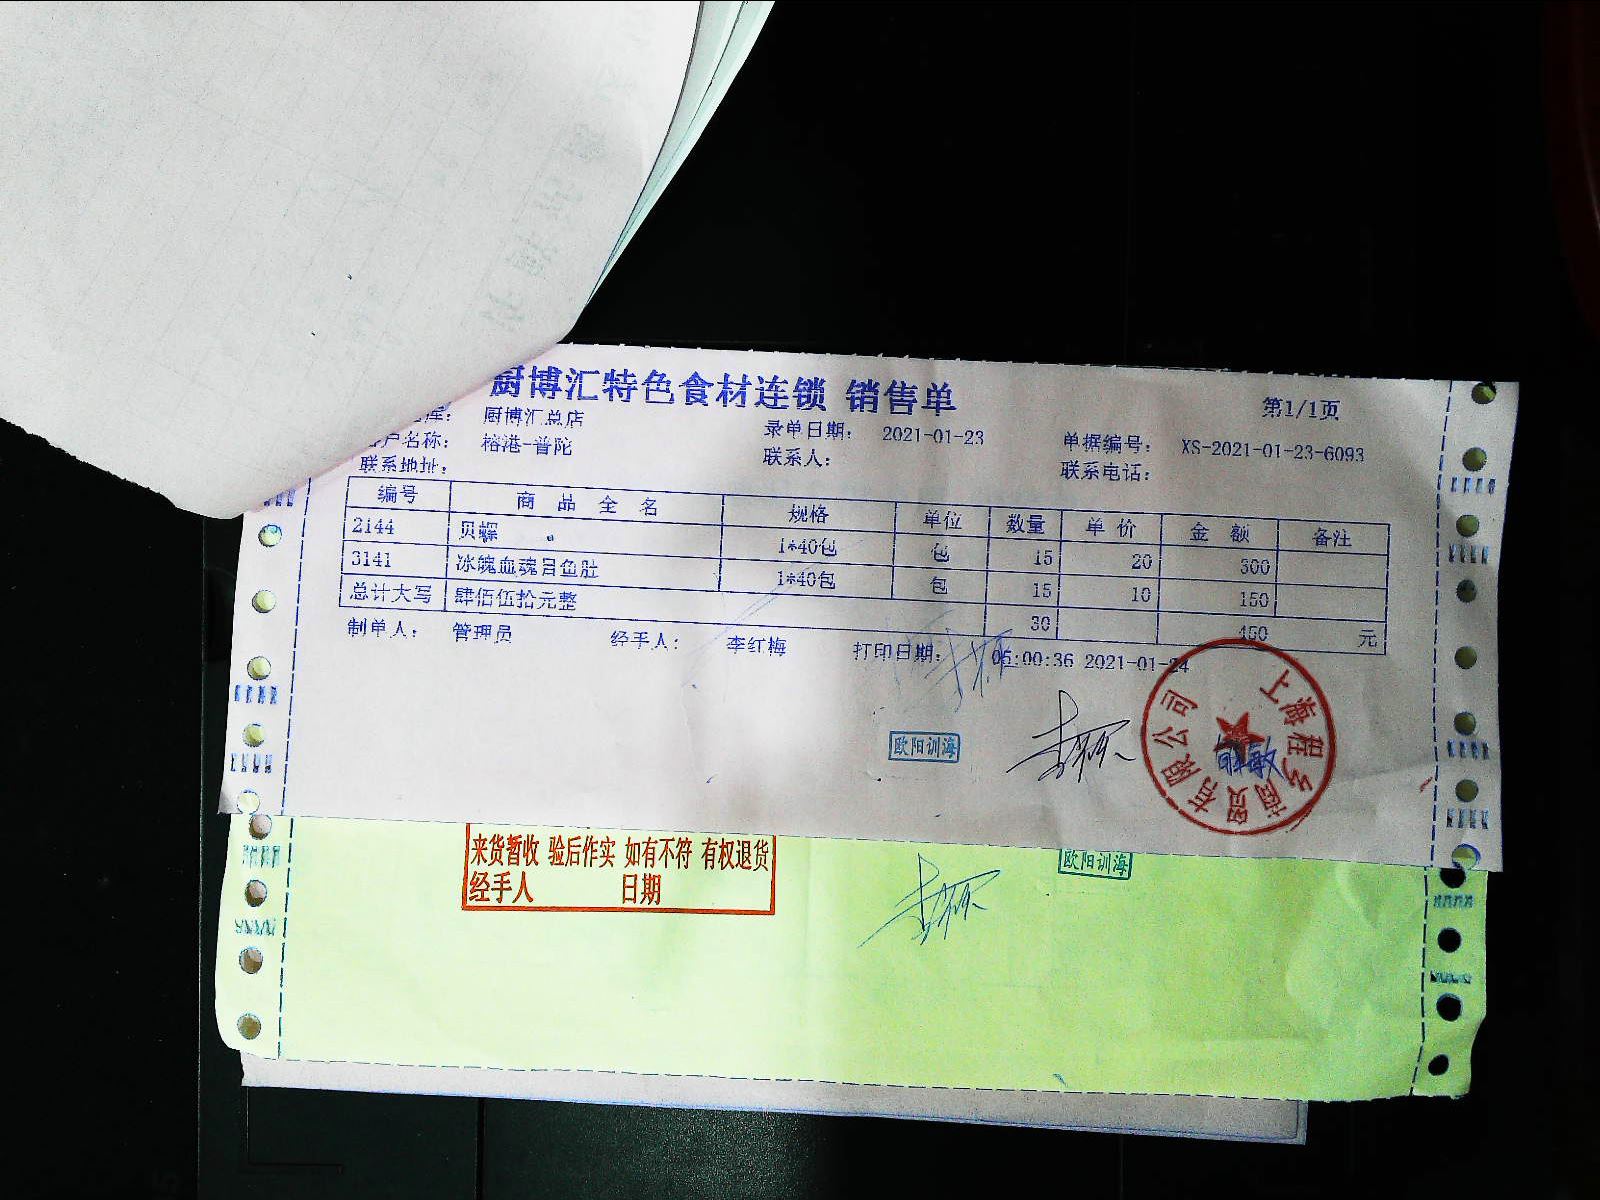 厨博汇特色食材连锁 销售单
第1/1页
库： 厨博汇总店 录单日期： 2021-01-23 单据编号： XS-2021-01-23-6093
客户名称： 榕港-普陀 联系人： 联系电话：
联系地址：
编号 商品全名 规格 单位 数量 单价 金额 备注
2144 贝螺 1*40包 包 15 20 300
3141 冰魄血魂目鱼肚 1*40包 包 15 10 150
总计大写 肆佰伍拾元整 30 450 元
制单人： 管理员 经手人： 李红梅 打印日期： 05:00:36 2021-01-24
欧阳训海
上海程乡 贸有限公司
来货暂收 验后作实 如有不符 有权退货
经手人 日期
欧阳训海